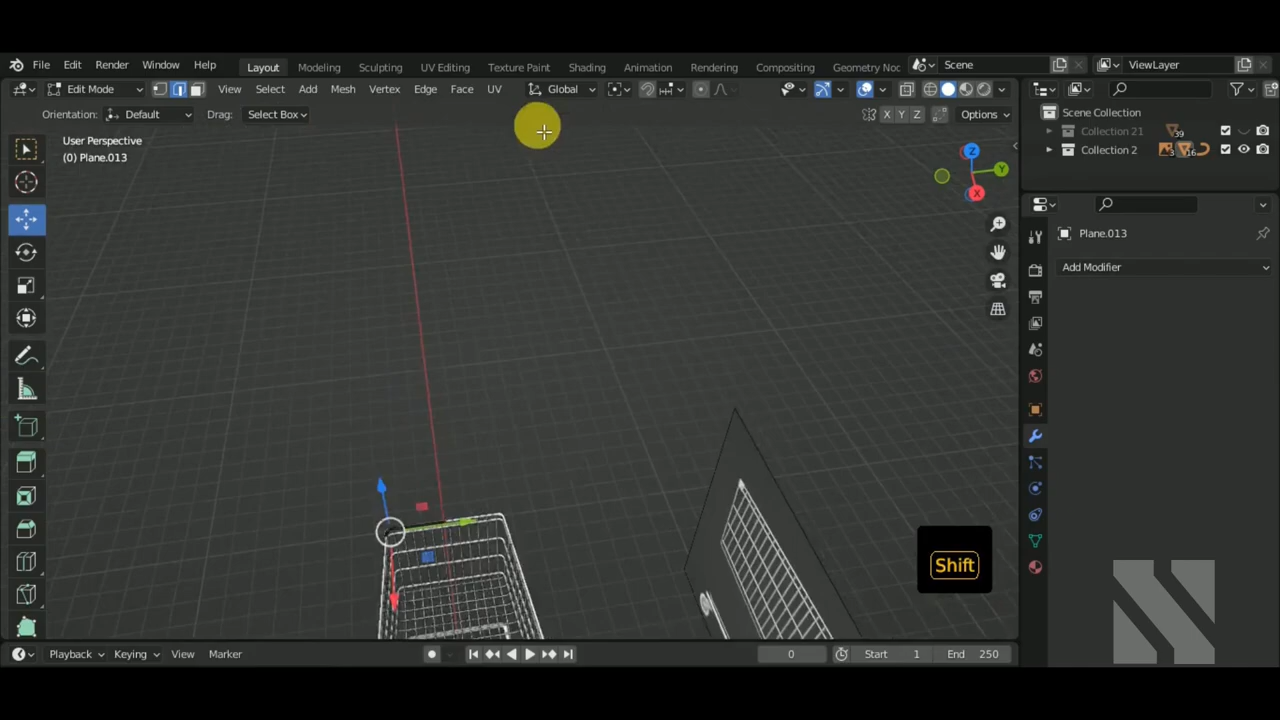 File Edit Render Window Help Layout Modeling Sculpting UV Editing Texture Paint Shading Animation Rendering Compositing Geometry Noc Scene ViewLayer
Edit Mode View Select Add Mesh Vertex Edge Face UV Global
Orientation: Default Drag: Select Box X Y Z Options
Scene Collection
Collection 21 39
Collection 2 3 16
User Perspective
(0) Plane.013
Z
Y
X
Plane.013
Add Modifier
Shift
Playback Keying View Marker 0 Start 1 End 250